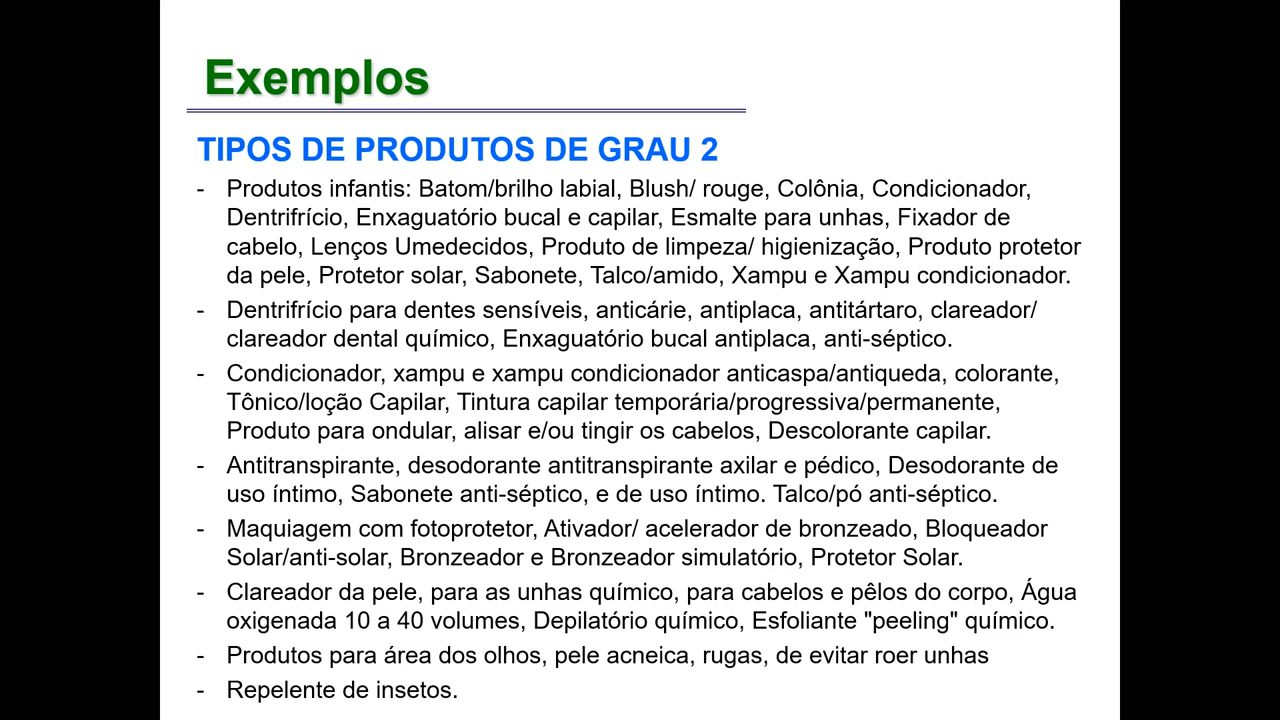 Exemplos
TIPOS DE PRODUTOS DE GRAU 2
- Produtos infantis: Batom/brilho labial, Blush/ rouge, Colônia, Condicionador,
Dentrifrício, Enxaguatório bucal e capilar, Esmalte para unhas, Fixador de
cabelo, Lenços Umedecidos, Produto de limpeza/ higienização, Produto protetor
da pele, Protetor solar, Sabonete, Talco/amido, Xampu e Xampu condicionador.
- Dentrifrício para dentes sensíveis, anticárie, antiplaca, antitártaro, clareador/
clareador dental químico, Enxaguatório bucal antiplaca, anti-séptico.
- Condicionador, xampu e xampu condicionador anticaspa/antiqueda, colorante,
Tônico/loção Capilar, Tintura capilar temporária/progressiva/permanente,
Produto para ondular, alisar e/ou tingir os cabelos, Descolorante capilar.
- Antitranspirante, desodorante antitranspirante axilar e pédico, Desodorante de
uso íntimo, Sabonete anti-séptico, e de uso íntimo. Talco/pó anti-séptico.
- Maquiagem com fotoprotetor, Ativador/ acelerador de bronzeado, Bloqueador
Solar/anti-solar, Bronzeador e Bronzeador simulatório, Protetor Solar.
- Clareador da pele, para as unhas químico, para cabelos e pêlos do corpo, Água
oxigenada 10 a 40 volumes, Depilatório químico, Esfoliante "peeling" químico.
- Produtos para área dos olhos, pele acneica, rugas, de evitar roer unhas
- Repelente de insetos.